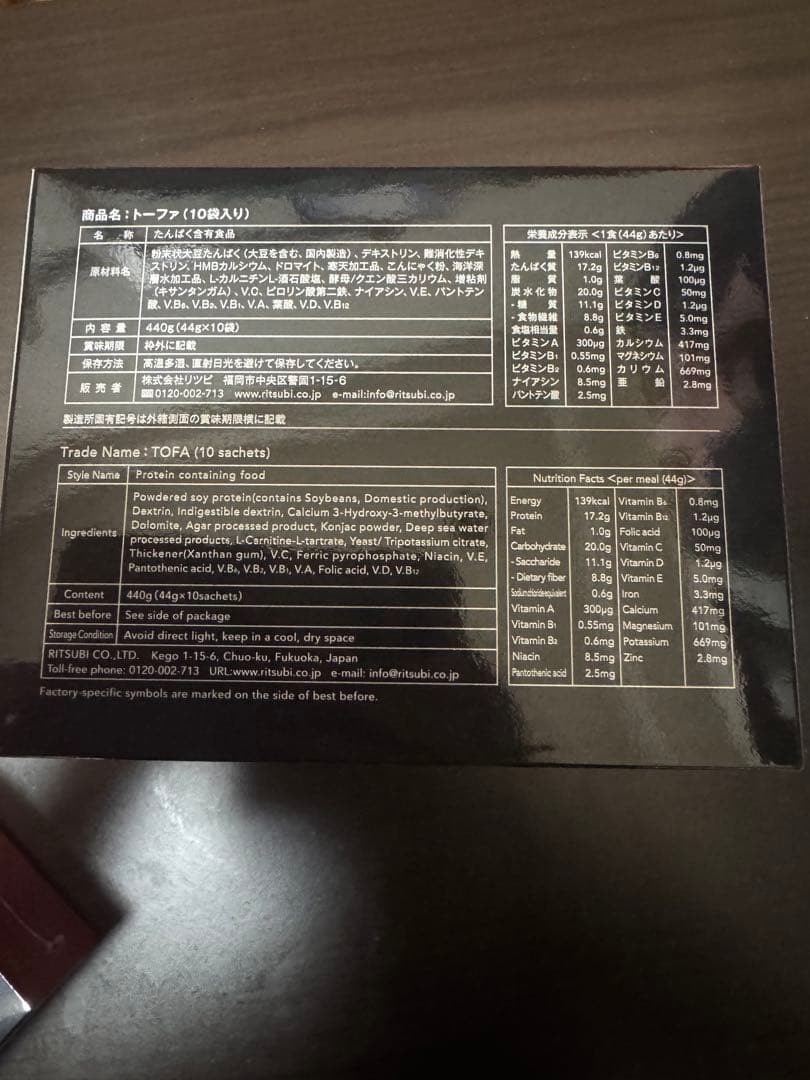 商品名：トーファ（10袋入り）
名　称　たんぱく含有食品
原材料名　粉末状大豆たんぱく（大豆を含む、国内製造）、デキストリン、難消化性デキ
ストリン、HMBカルシウム、ドロマイト、寒天加工品、こんにゃく粉、海洋深
層水加工品、L-カルニチンL-酒石酸塩、酵母/クエン酸三カリウム、増粘剤
（キサンタンガム）、V.C、ピロリン酸第二鉄、ナイアシン、V.E、パントテン
酸、V.B₆、V.B₂、V.B₁、V.A、葉酸、V.D、V.B₁₂
内容量　440g（44g×10袋）
賞味期限　枠外に記載
保存方法　高温多湿、直射日光を避けて保存してください。
販売者　株式会社リツビ　福岡市中央区警固1-15-6
0120-002-713　www.ritsubi.co.jp　e-mail:info@ritsubi.co.jp
製造所固有記号は外箱側面の賞味期限横に記載
栄養成分表示 <1食(44g)あたり>
熱量　139kcal　ビタミンB₆　0.8mg
たんぱく質　17.2g　ビタミンB₁₂　1.2μg
脂質　1.0g　葉酸　100μg
炭水化物　20.0g　ビタミンC　50mg
- 糖質　11.1g　ビタミンD　1.2μg
- 食物繊維　8.8g　ビタミンE　5.0mg
食塩相当量　0.6g　鉄　3.3mg
ビタミンA　300μg　カルシウム　417mg
ビタミンB₁　0.55mg　マグネシウム　101mg
ビタミンB₂　0.6mg　カリウム　669mg
ナイアシン　8.5mg　亜鉛　2.8mg
パントテン酸　2.5mg
Trade Name：TOFA (10 sachets)
Style Name　Protein containing food
Ingredients　Powdered soy protein(contains Soybeans, Domestic production),
Dextrin, Indigestible dextrin, Calcium 3-Hydroxy-3-methylbutyrate,
Dolomite, Agar processed product, Konjac powder, Deep sea water
processed products, L-Carnitine-L-tartrate, Yeast/ Tripotassium citrate,
Thickener(Xanthan gum), V.C, Ferric pyrophosphate, Niacin, V.E,
Pantothenic acid, V.B₆, V.B₂, V.B₁, V.A, Folic acid, V.D, V.B₁₂
Content　440g (44g×10sachets)
Best before　See side of package
Storage Condition　Avoid direct light, keep in a cool, dry space
RITSUBI CO.,LTD.　Kego 1-15-6, Chuo-ku, Fukuoka, Japan
Toll-free phone: 0120-002-713　URL:www.ritsubi.co.jp　e-mail: info@ritsubi.co.jp
Factory-specific symbols are marked on the side of best before.
Nutrition Facts <per meal (44g)>
Energy　139kcal　Vitamin B₆　0.8mg
Protein　17.2g　Vitamin B₁₂　1.2μg
Fat　1.0g　Folic acid　100μg
Carbohydrate　20.0g　Vitamin C　50mg
- Saccharide　11.1g　Vitamin D　1.2μg
- Dietary fiber　8.8g　Vitamin E　5.0mg
Sodium chloride equivalent　0.6g　Iron　3.3mg
Vitamin A　300μg　Calcium　417mg
Vitamin B₁　0.55mg　Magnesium　101mg
Vitamin B₂　0.6mg　Potassium　669mg
Niacin　8.5mg　Zinc　2.8mg
Pantothenic acid　2.5mg